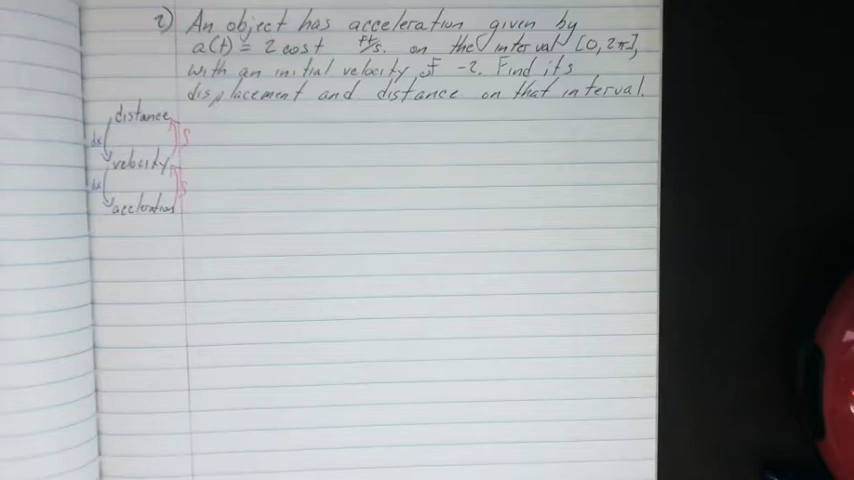 2) An object has acceleration given by
a(t) = 2 cos t ft/s. on the interval [0, 2π],
with an initial velocity of -2. Find its
displacement and distance on that interval.
distance
∫
velocity
∫
acceleration